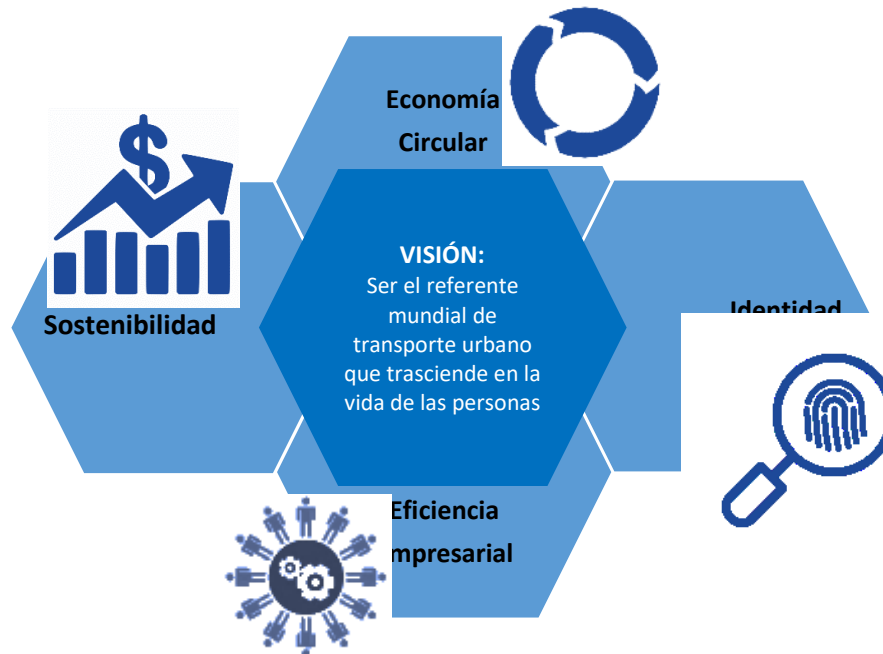 Economía
Circular
Sostenibilidad
VISIÓN:
Ser el referente
mundial de
transporte urbano
que trasciende en la
vida de las personas
Identidad
Eficiencia
mpresarial
$